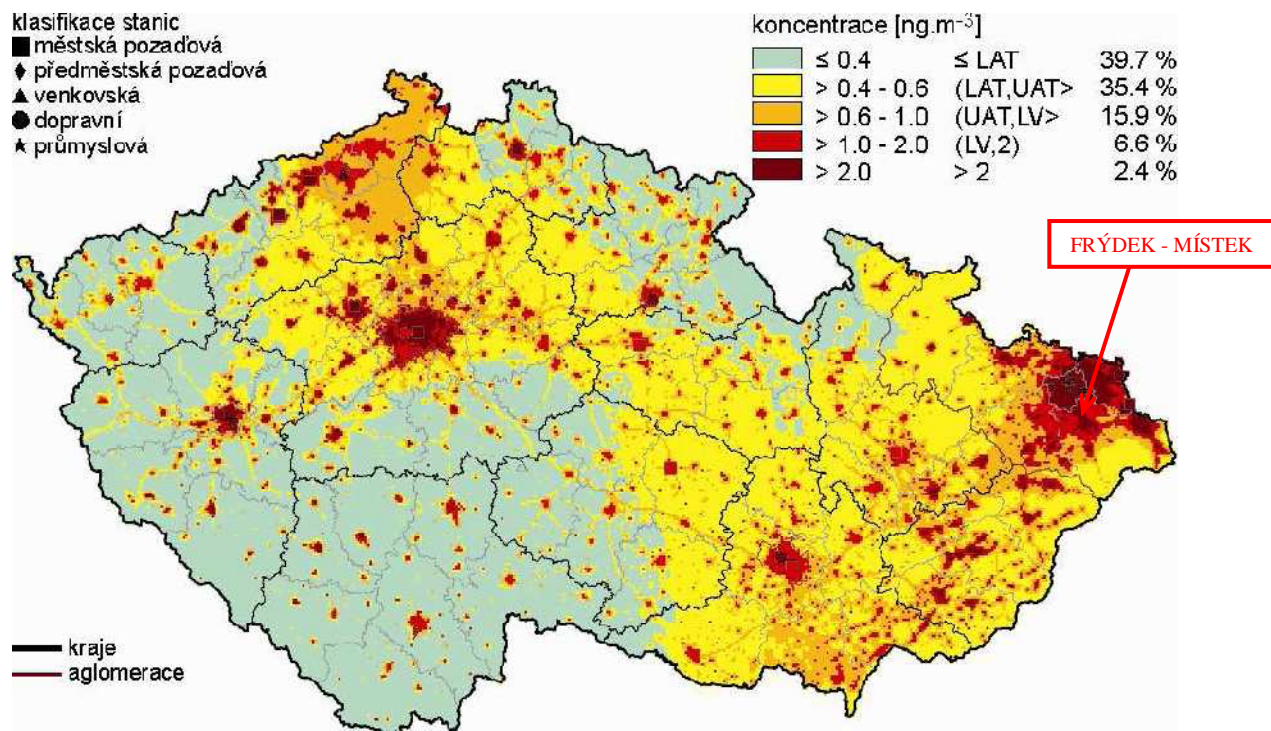 klasifikace stanic
městská pozaďová
předměstská pozaďová
venkovská
dopravní
průmyslová
koncentrace [ng.m⁻³]
≤ 0.4 ≤ LAT 39.7 %
> 0.4 - 0.6 (LAT,UAT> 35.4 %
> 0.6 - 1.0 (UAT,LV> 15.9 %
> 1.0 - 2.0 (LV,2) 6.6 %
> 2.0 > 2 2.4 %
FRÝDEK - MÍSTEK
kraje
aglomerace